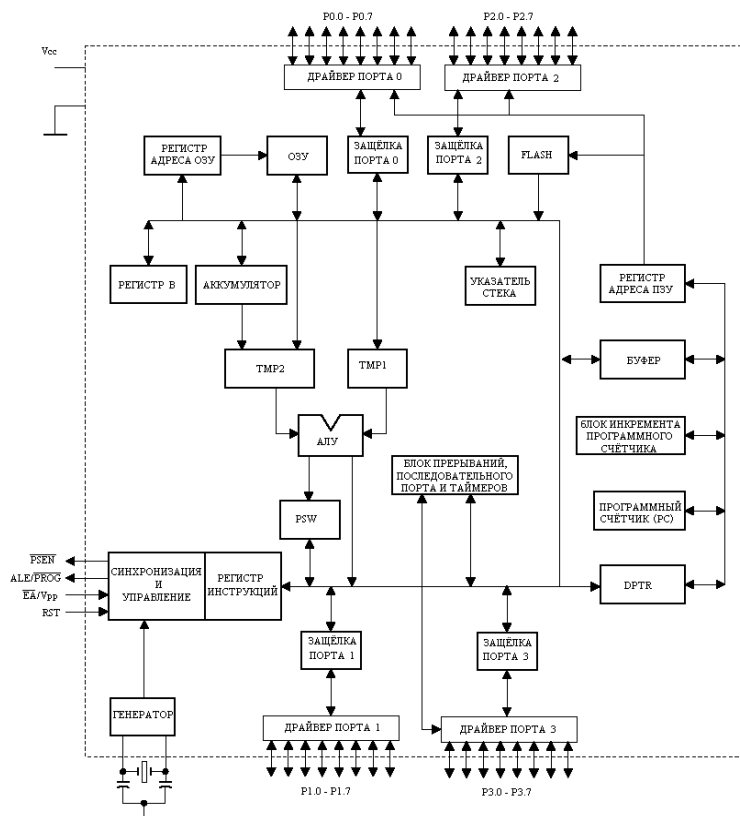 P0.0 - P0.7
P2.0 - P2.7
Vcc
ДРАЙВЕР ПОРТА 0
ДРАЙВЕР ПОРТА 2
РЕГИСТР
АДРЕСА ОЗУ
ОЗУ
ЗАЩЁЛКА
ПОРТА 0
ЗАЩЁЛКА
ПОРТА 2
FLASH
РЕГИСТР В
АККУМУЛЯТОР
УКАЗАТЕЛЬ
СТЕКА
РЕГИСТР
АДРЕСА ПЗУ
TMP2
TMP1
БУФЕР
АЛУ
БЛОК ИНКРЕМЕНТА
ПРОГРАММНОГО
СЧЁТЧИКА
БЛОК ПРЕРЫВАНИЙ,
ПОСЛЕДОВАТЕЛЬНОГО
ПОРТА И ТАЙМЕРОВ
PSW
ПРОГРАММНЫЙ
СЧЁТЧИК (PC)
PSEN
ALE/PROG
EA/VPP
RST
СИНХРОНИЗАЦИЯ
И
УПРАВЛЕНИЕ
РЕГИСТР
ИНСТРУКЦИЙ
DPTR
ЗАЩЁЛКА
ПОРТА 1
ЗАЩЁЛКА
ПОРТА 3
ГЕНЕРАТОР
ДРАЙВЕР ПОРТА 1
ДРАЙВЕР ПОРТА 3
P1.0 - P1.7
P3.0 - P3.7